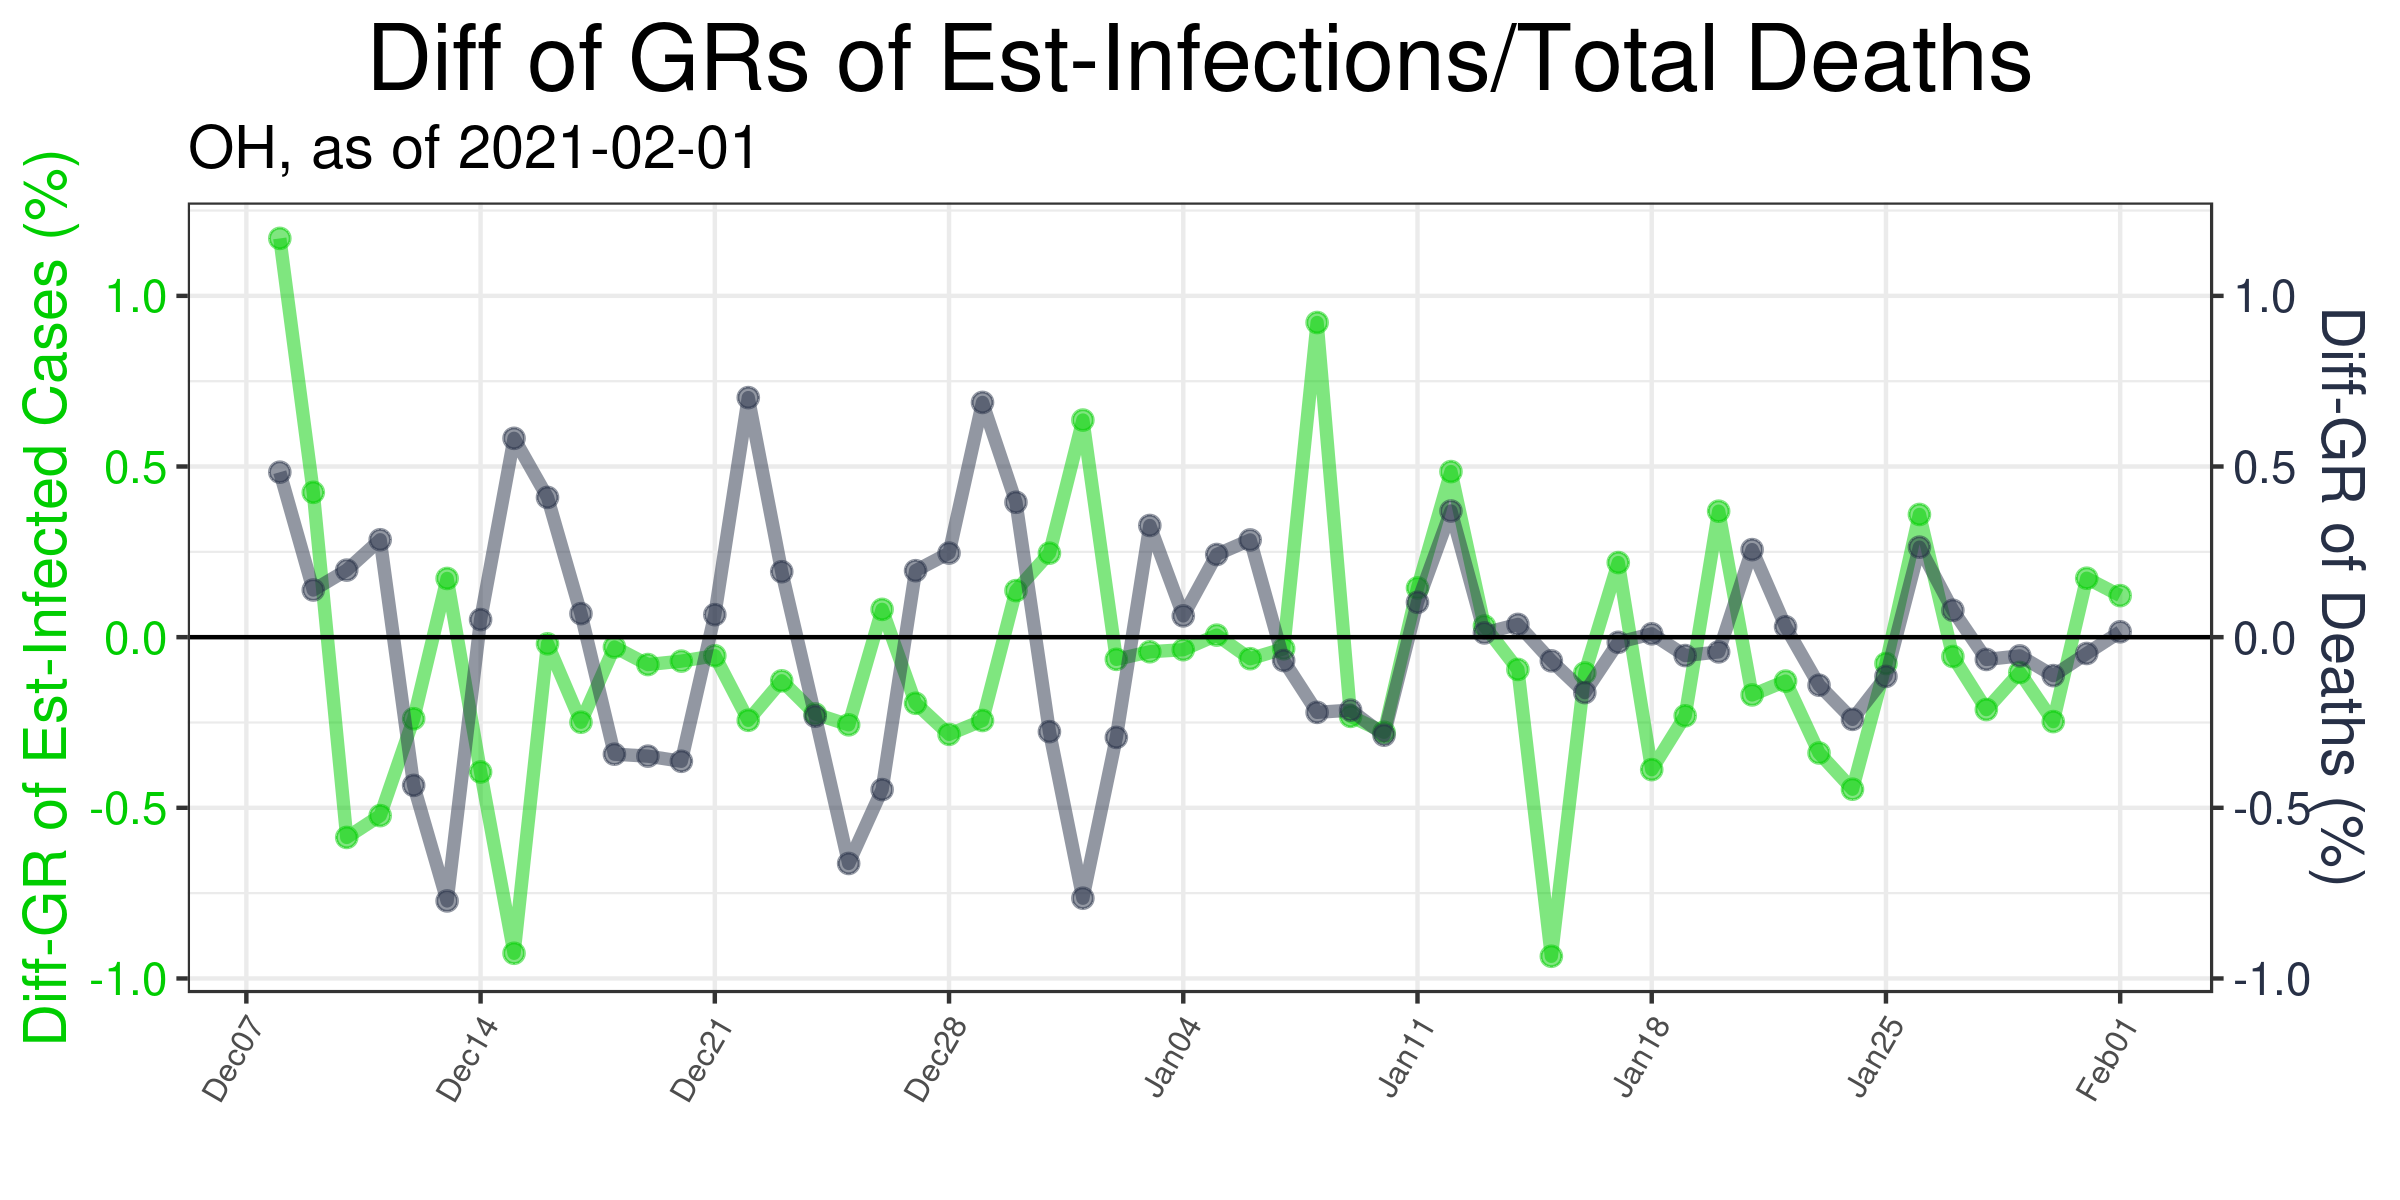 Diff of GRs of Est-Infections/Total Deaths
OH, as of 2021-02-01
Diff-GR of Est-Infected Cases (%)
1.0
0.5
0.0
-0.5
-1.0
1.0
0.5
0.0
-0.5
-1.0
Diff-GR of Deaths (%)
Dec07
Dec14
Dec21
Dec28
Jan04
Jan11
Jan18
Jan25
Feb01